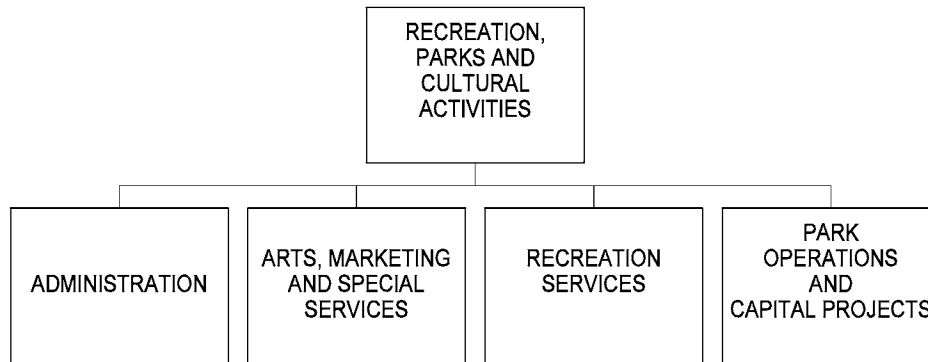 RECREATION,
PARKS AND
CULTURAL
ACTIVITIES
ADMINISTRATION
ARTS, MARKETING
AND SPECIAL
SERVICES
RECREATION
SERVICES
PARK
OPERATIONS
AND
CAPITAL PROJECTS